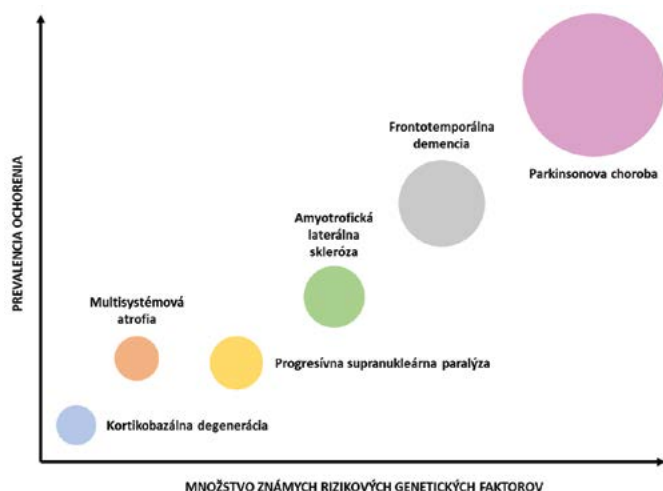 PREVALENCIA OCHORENIA
Frontotemporálna
demencia
Parkinsonova choroba
Amyotrofická
laterálna
skleróza
Multisystémová
atrofia
Progresívna supranukleárna paralýza
Kortikobazálna degenerácia
MNOŽSTVO ZNÁMYCH RIZIKOVÝCH GENETICKÝCH FAKTOROV